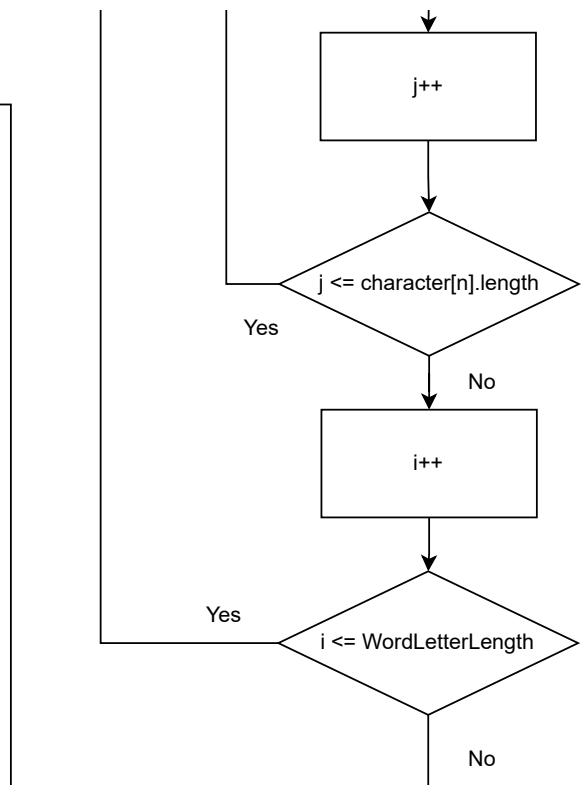 j++
j <= character[n].length
Yes
No
i++
Yes
i <= WordLetterLength
No